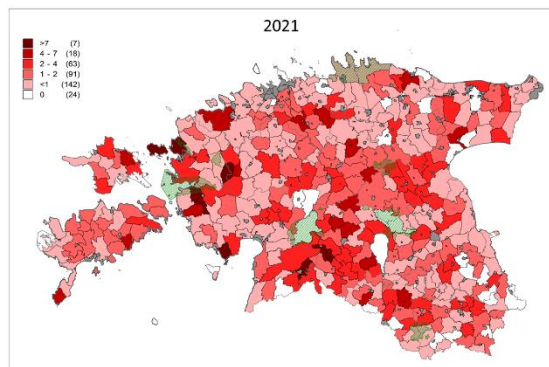 2021
>7 (7)
4 - 7 (18)
2 - 4 (63)
1 - 2 (91)
<1 (142)
0 (24)